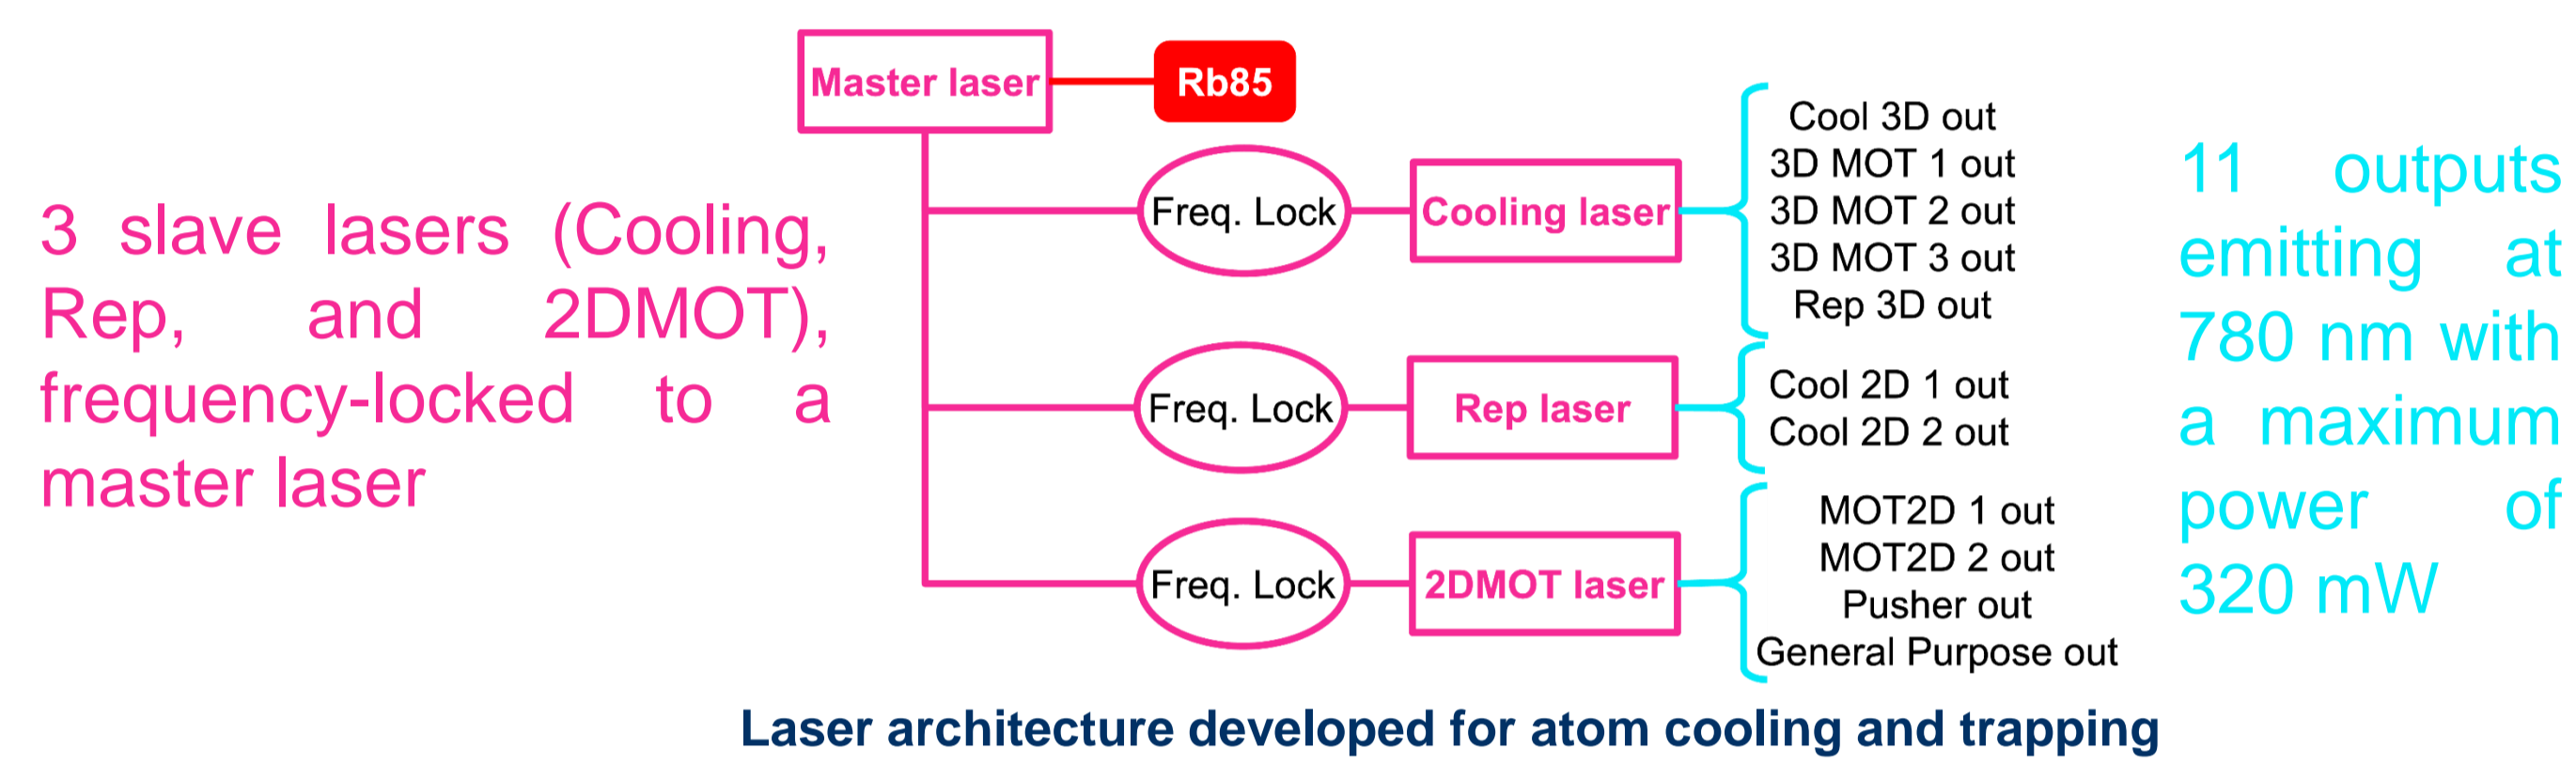 Master laser
Rb85
3 slave lasers (Cooling,
Rep, and 2DMOT),
frequency-locked to a
master laser
Freq. Lock
Cooling laser
Cool 3D out
3D MOT 1 out
3D MOT 2 out
3D MOT 3 out
Rep 3D out
Freq. Lock
Rep laser
Cool 2D 1 out
Cool 2D 2 out
Freq. Lock
2DMOT laser
MOT2D 1 out
MOT2D 2 out
Pusher out
General Purpose out
11 outputs
emitting at
780 nm with
a maximum
power of
320 mW
Laser architecture developed for atom cooling and trapping